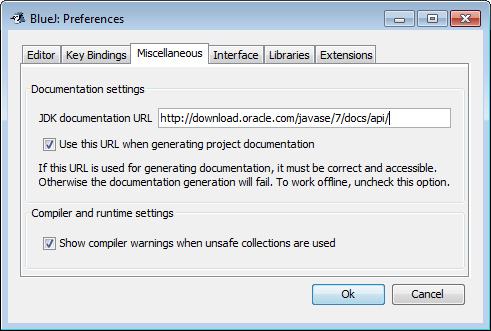 BlueJ: Preferences
Editor Key Bindings Miscellaneous Interface Libraries Extensions
Documentation settings
JDK documentation URL http://download.oracle.com/javase/7/docs/api/
Use this URL when generating project documentation
If this URL is used for generating documentation, it must be correct and accessible.
Otherwise the documentation generation will fail. To work offline, uncheck this option.
Compiler and runtime settings
Show compiler warnings when unsafe collections are used
Ok Cancel